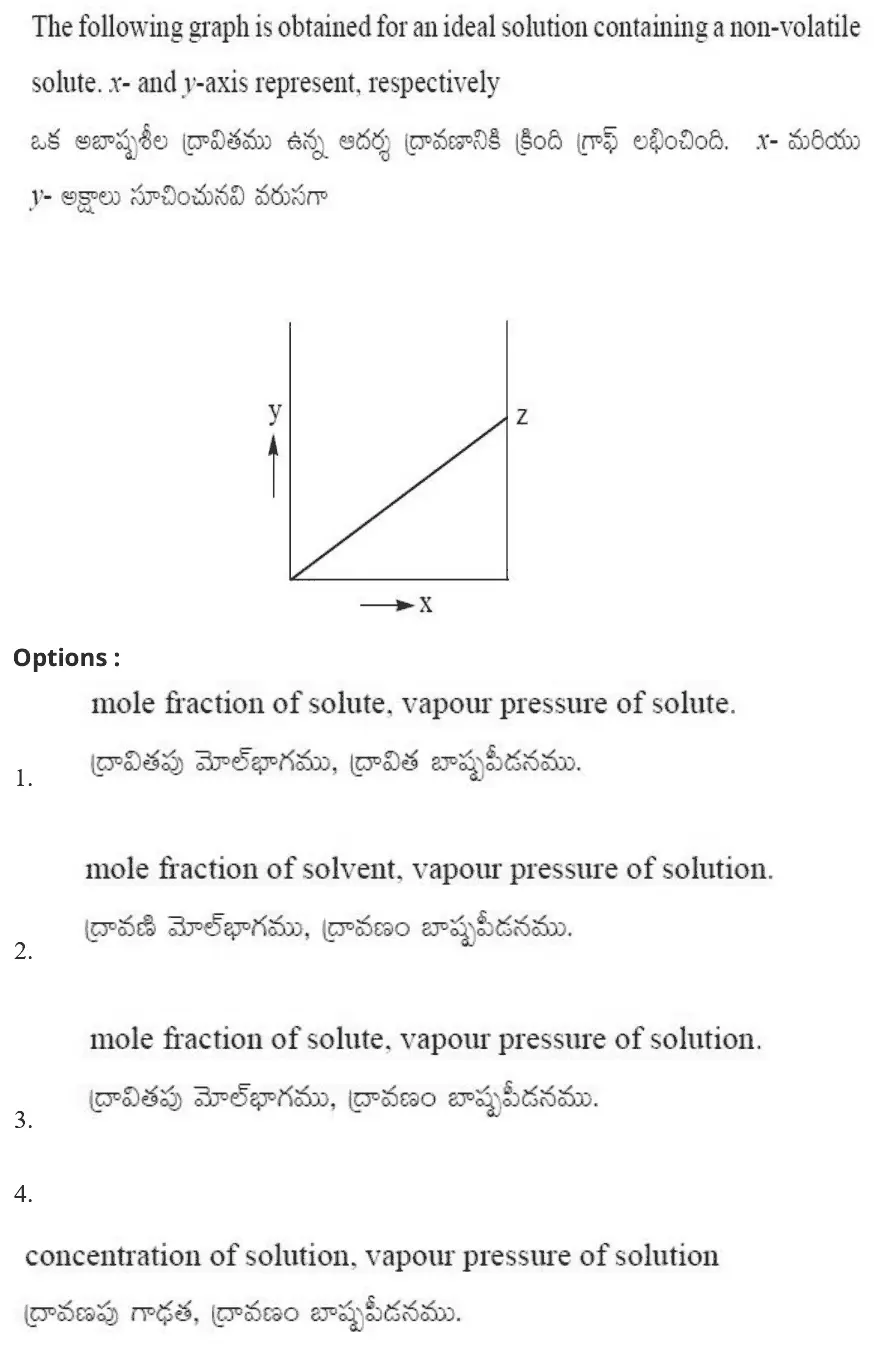 The following graph is obtained for an ideal solution containing a non-volatile
solute. x- and y-axis represent, respectively
ఒక అబాష్పశీల ద్రావితము ఉన్న ఆదర్శ ద్రావణానికి క్రింది గ్రాఫ్ లభించింది. x- మరియు
y- అక్షాలు సూచించునవి వరుసగా
y
z
x
Options :
mole fraction of solute, vapour pressure of solute.
ద్రావితపు మోల్‌భాగము, ద్రావిత బాష్పపీడనము.
1.
mole fraction of solvent, vapour pressure of solution.
ద్రావణి మోల్‌భాగము, ద్రావణం బాష్పపీడనము.
2.
mole fraction of solute, vapour pressure of solution.
ద్రావితపు మోల్‌భాగము, ద్రావణం బాష్పపీడనము.
3.
4.
concentration of solution, vapour pressure of solution
ద్రావణపు గాఢత, ద్రావణం బాష్పపీడనము.